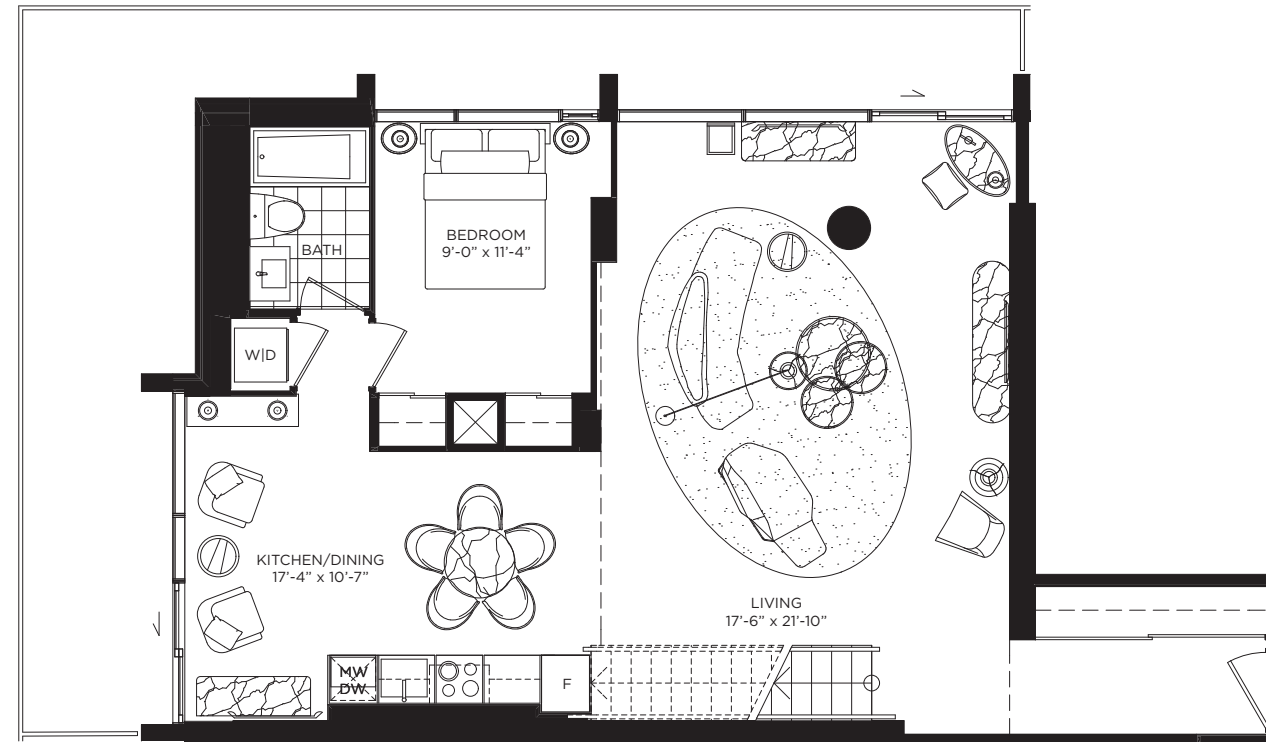 BATH
BEDROOM
9’-0” x 11’-4”
W|D
KITCHEN/DINING
17’-4” x 10’-7”
LIVING
17’-6” x 21’-10”
MW
DW
F